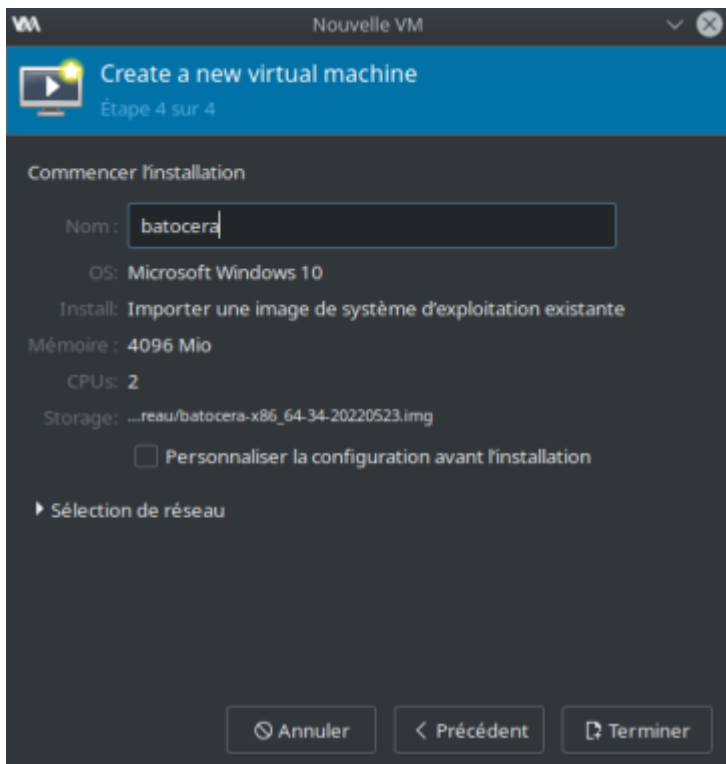 Nouvelle VM
Create a new virtual machine
Étape 4 sur 4
Commencer l'installation
Nom : batocera
OS: Microsoft Windows 10
Install: Importer une image de système d'exploitation existante
Mémoire : 4096 Mio
CPUs: 2
Storage: ...reau/batocera-x86_64-34-20220523.img
Personnaliser la configuration avant l'installation
Sélection de réseau
Annuler Précédent Terminer